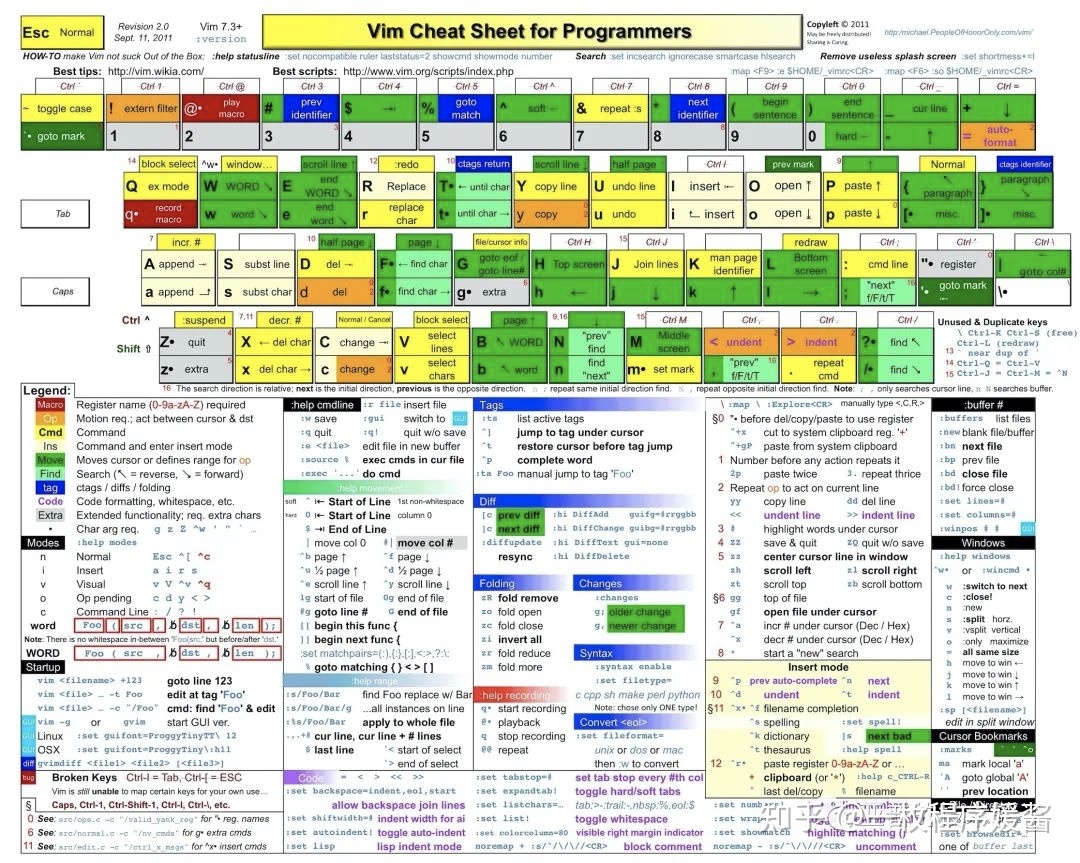 Esc Normal
Revision 2.0
Sept. 11, 2011
Vim 7.3+
:version
Vim Cheat Sheet for Programmers
Copyleft © 2011
May be freely distributed!
Sharing is Caring.
http://michael.PeopleOfHonorOnly.com/vim/
HOW-TO make Vim not suck Out of the Box: :help statusline :set nocompatible ruler laststatus=2 showcmd showmode number
Search :set incsearch ignorecase smartcase hlsearch
Remove useless splash screen :set shortmess+=I
Best tips: http://vim.wikia.com/ Best scripts: http://www.vim.org/scripts/index.php
:map <F9> :e $HOME/_vimrc<CR> :map <F6> :so $HOME/_vimrc<CR>
Ctrl ` Ctrl 1 Ctrl @ Ctrl 3 Ctrl 4 Ctrl 5 Ctrl ^ Ctrl 7 Ctrl 8 Ctrl 9 Ctrl 0 Ctrl - Ctrl =
~ toggle case ! extern filter @• play macro # prev identifier $ →| % goto match ^ soft ← & repeat :s * next identifier ( begin sentence ) end sentence _ cur line + ↓
`• goto mark 1 2 3 4 5 6 7 8 9 0 hard ← - ↑ = auto-format
14 block select ^w• window… scroll line ↑ 12 :redo 10 ctags return scroll line ↓ half page ↑ Ctrl I prev mark 9 ↑ Normal ctags identifier
Tab
Q ex mode W WORD ↘ E end WORD ↘ R Replace T• ← until char Y copy line U undo line I insert ⇤ O open ↑ P paste ↑ { ↖ paragraph } paragraph ↘
q• record macro w word ↘ e end word ↘ r replace char t• until char → y copy u undo i ← insert o open ↓ p paste ↓ [• misc. ]• misc.
7 incr. # 10 half page ↓ page ↓ file/cursor info Ctrl H 15 Ctrl J redraw Ctrl ; Ctrl ' Ctrl \
Caps
A append → S subst line D del → F• ← find char G goto eof / goto line# H Top screen J Join lines K man page identifier L Bottom screen : cmd line "• register | goto col#
a append S subst char d del f• find char → g• extra h ← j ↓ k ↑ l → ; "next" f/F/t/T '• goto mark ⇤ \•
Ctrl ^ :suspend 7,11 decr. # Normal / Cancel block select page ↑ 9,16 ↓ 15 Ctrl M Ctrl , Ctrl . Ctrl /
Shift ⇧
Z• quit X ← del char C change → V select lines B ↖ WORD N "prev" find M Middle screen < undent > indent ?• find ↖
z• extra x del char → c change v select chars b ↖ word n find "next" m• set mark , "prev" f/F/t/T . repeat cmd /• find ↘
Unused & Duplicate keys
\ Ctrl-K Ctrl-S (free)
Ctrl-L (redraw)
13 ` near dup of '
14 Ctrl-Q = Ctrl-V
15 Ctrl-J = Ctrl-M = ^N
16 The search direction is relative; next is the initial direction, previous is the opposite direction. n ; repeat same initial direction find. N , repeat opposite initial direction find. Note: ; , only searches cursor line, n N searches buffer.
Legend:
Macro Register name (0-9a-zA-Z) required
Op Motion req.; act between cursor & dst
Cmd Command
Ins Command and enter insert mode
Move Moves cursor or defines range for op
Find Search (↖ = reverse, ↘ = forward)
tag ctags / diffs / folding
Code Code formatting, whitespace, etc.
Extra Extended functionality; req. extra chars
• Char arg req. g z Z ^w ' " ` …
Modes :help modes
n Normal Esc ^[ ^c
i Insert a i r s
v Visual v V ^v ^q
o Op pending c d y < >
c Command Line : / ? !
word Foo ( src , dst , len );
Note: There is no whitespace in-between 'Foo(src,' but before/after 'dst,'
WORD Foo ( src , dst , len );
Startup
vim <filename> +123 goto line 123
vim <file> … -t Foo edit at tag 'Foo'
vim <file> … -c "/Foo" cmd: find 'Foo' & edit
GUI vim -g or gvim start GUI ver.
GUI Linux :set guifont=ProggyTinyTT\ 12
GUI OSX :set guifont=ProggyTiny\:h11
diff gvimdiff <file1> <file2> [<file3>]
bug Broken Keys Ctrl-I = Tab, Ctrl-[ = ESC
Vim is still unable to map certain keys for your own use…
§ Caps, Ctrl-1, Ctrl-Shift-1, Ctrl-I, Ctrl-\, etc.
0 See: src/ops.c -c "/valid_yank_reg" for "• reg. names
6 See: src/normal.c -c "/nv_cmds" for g• extra cmds
11 See: src/edit.c -c "/ctrl_x_msgs" for ^x• insert cmds
:help cmdline :r file insert file
:w save :gui switch to GUI
:q quit :q! quit w/o save
:e <file> edit file in new buffer
:source % exec cmds in cur file
:exec '...' do cmd
:help movement
soft ^ |← Start of Line 1st non-whitespace
hard 0 |← Start of Line column 0
$ →| End of Line
| move col 0 #| move col #
^b page ↑ ^f page ↓
^u ½ page ↑ ^d ½ page ↓
^e scroll line ↑ ^y scroll line ↓
gg start of file Gg end of file
#g goto line # G end of file
[[ begin this func {
]] begin next func {
:set matchpairs=(:),{:},[:],<:>,?:\:
% goto matching { } < > [ ]
:help range
:s/Foo/Bar find Foo replace w/ Bar
:s/Foo/Bar/g ...all instances on line
:%s/Foo/Bar apply to whole file
:.,.+# cur line, cur line + # lines
$ last line '< start of select
'> end of select
Code = < > << >>
:set backspace=indent,eol,start
allow backspace join lines
:set shiftwidth=# indent width for ai
:set autoindent! toggle auto-indent
:set lisp lisp indent mode
Tags
:ts list active tags
^] jump to tag under cursor
^t restore cursor before tag jump
^p complete word
:ta Foo manual jump to tag 'Foo'
Diff
[c prev diff :hi DiffAdd guifg=#rrggbb
]c next diff :hi DiffChange guibg=#rrggbb
:diffupdate :hi DiffText gui=none
resync :hi DiffDelete
Folding
zR fold remove
zo fold open
zc fold close
zi invert all
zr fold reduce
zm fold more
Changes
g; older change
g, newer change
Syntax
:syntax enable
:set filetype=
c cpp sh make perl python
Note: chose only ONE type!
:help recording
q• start recording
@• playback
q stop recording
@@ repeat
Convert <eol>
:set fileformat=
unix or dos or mac
then :w to convert
:set tabstop=# set tab stop every #th col
:set expandtab! toggle hard/soft tabs
:set listchars=… tab:>-:trail:-,nbsp:%,eol:$
:set list! toggle whitespace
:set colorcolumn=80 visible right margin indicator
noremap + :s/^/\/\//<CR> block comment
\ :map \ :Explore<CR> manually type <,C,R,>
§0 "• before del/copy/paste to use register
"+x cut to system clipboard reg. '+'
"+gP paste from system clipboard
1 Number before any action repeats it
2p paste twice 3. repeat thrice
2 Repeat op to act on current line
yy copy line dd del line
<< undent line >> indent line
3 # highlight words under cursor
4 ZZ save & quit ZQ quit w/o save
5 zz center cursor line in window
zh scroll left zl scroll right
zt scroll top zb scroll bottom
§6 gg top of file
gf open file under cursor
7 ^a incr # under cursor (Dec / Hex)
^x decr # under cursor (Dec / Hex)
8 * start a "new" search
Insert mode
9 ^p prev auto-complete ^n next
10 ^d undent ^t indent
§11 ^x• ^f filename completion
^s spelling :set spell!
^k dictionary ]s next bad
^t thesaurus :help spell
12 ^r• paste register 0-9a-zA-Z or…
+ clipboard (or '*') :help c_CTRL-R
" last del/copy % filename
:set wrap
:set showmatch highlite matching ( )
noremap - :s/^\/\///<CR> uncomment
:buffer #
:buffers list files
:new blank file/buffer
:bn next file
:bp prev file
:bd close file
:bd! force close
:set lines=#
:set columns=#
:winpos # # GUI
Windows
:help windows
^w• or :wincmd •
w :switch to next
c :close!
n :new
s :split horz.
v :vsplit vertical
o :only maximize
= all same size
h move to win ←
j move to win ↓
k move to win ↑
l move to win →
:sp [<filename>]
edit in split window
Cursor Bookmarks
:marks
ma mark local 'a'
'A goto global 'A'
'' prev location
:set browsedir=…
one of buffer last